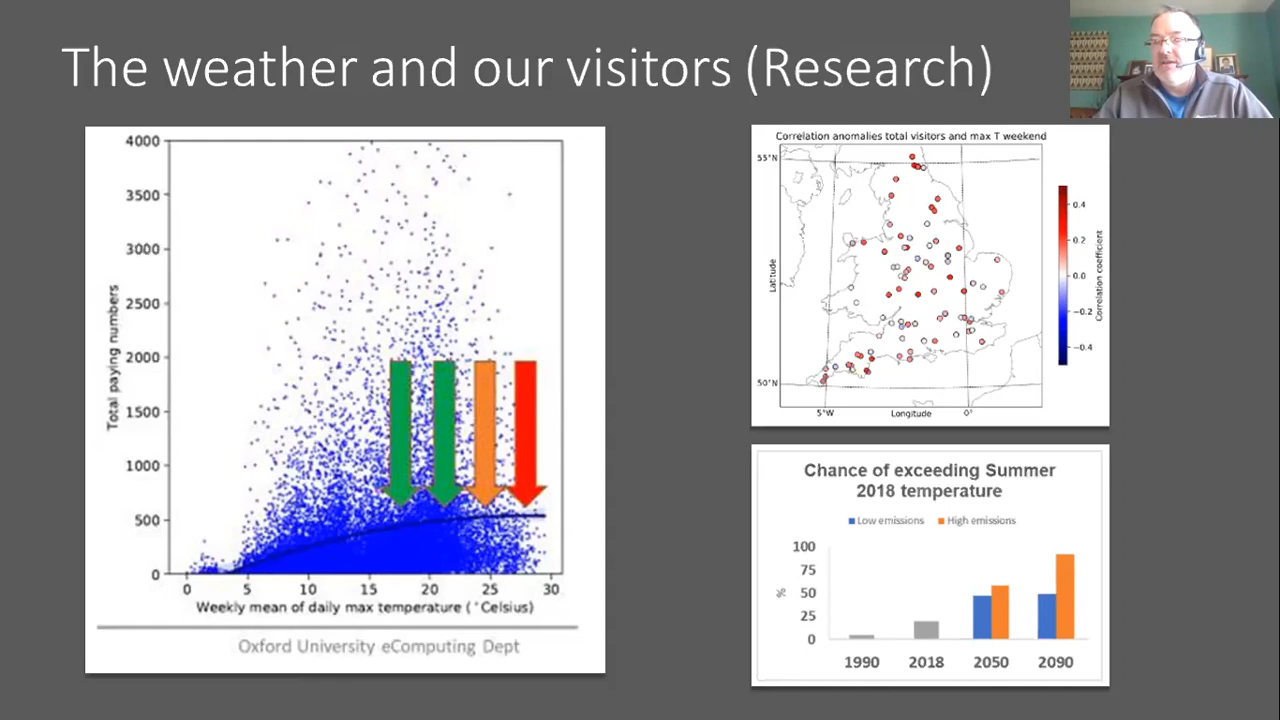 The weather and our visitors (Research)
4000
3500
3000
2500
2000
1500
1000
500
0
Total paying numbers
0 5 10 15 20 25 30
Weekly mean of daily max temperature (°Celsius)
Oxford University eComputing Dept
Correlation anomalies total visitors and max T weekend
55°N
50°N
Latitude
5°W
Longitude
0°
0.4
0.2
0.0
−0.2
−0.4
Correlation coefficient
Chance of exceeding Summer
2018 temperature
Low emissions High emissions
100
75
50
25
0
%
1990 2018 2050 2090